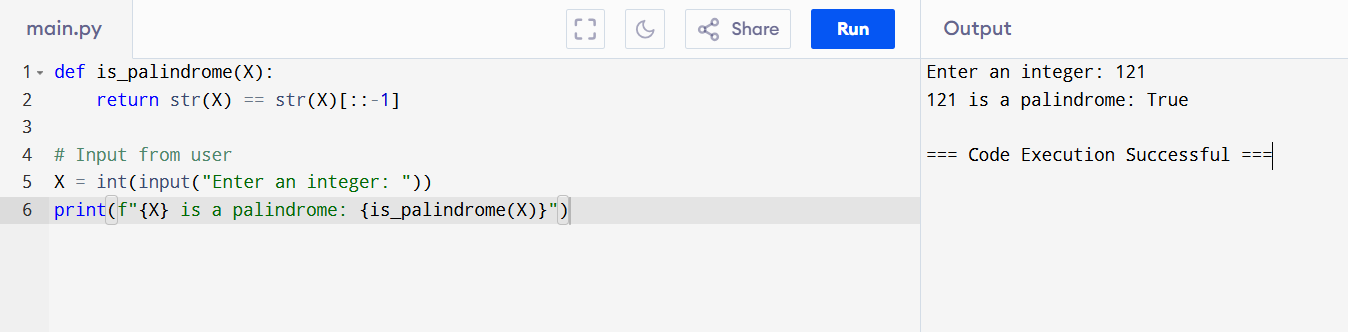 main.py
Share
Run
Output
1 def is_palindrome(X):
2     return str(X) == str(X)[::-1]
3
4 # Input from user
5 X = int(input("Enter an integer: "))
6 print(f"{X} is a palindrome: {is_palindrome(X)}")
Enter an integer: 121
121 is a palindrome: True
=== Code Execution Successful ===